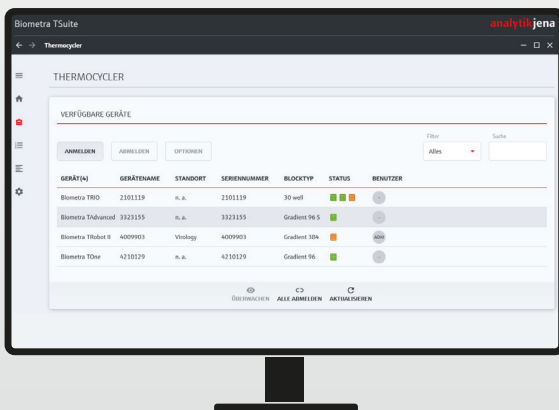 Biometra TSuite
analytikjena
Thermocycler
THERMOCYCLER
VERFÜGBARE GERÄTE
ANMELDEN ABMELDEN OPTIONEN
Filter
Alles
Suche
GERÄT(4) GERÄTENAME STANDORT SERIENNUMMER BLOCKTYP STATUS BENUTZER
Biometra TRIO 2101119 n. a. 2101119 30 well -
Biometra TAdvanced 3323155 n. a. 3323155 Gradient 96 S -
Biometra TRobot II 4009903 Virology 4009903 Gradient 384
Biometra TOne 4210129 n. a. 4210129 Gradient 96 -
ÜBERWACHEN ALLE ABMELDEN AKTUALISIEREN